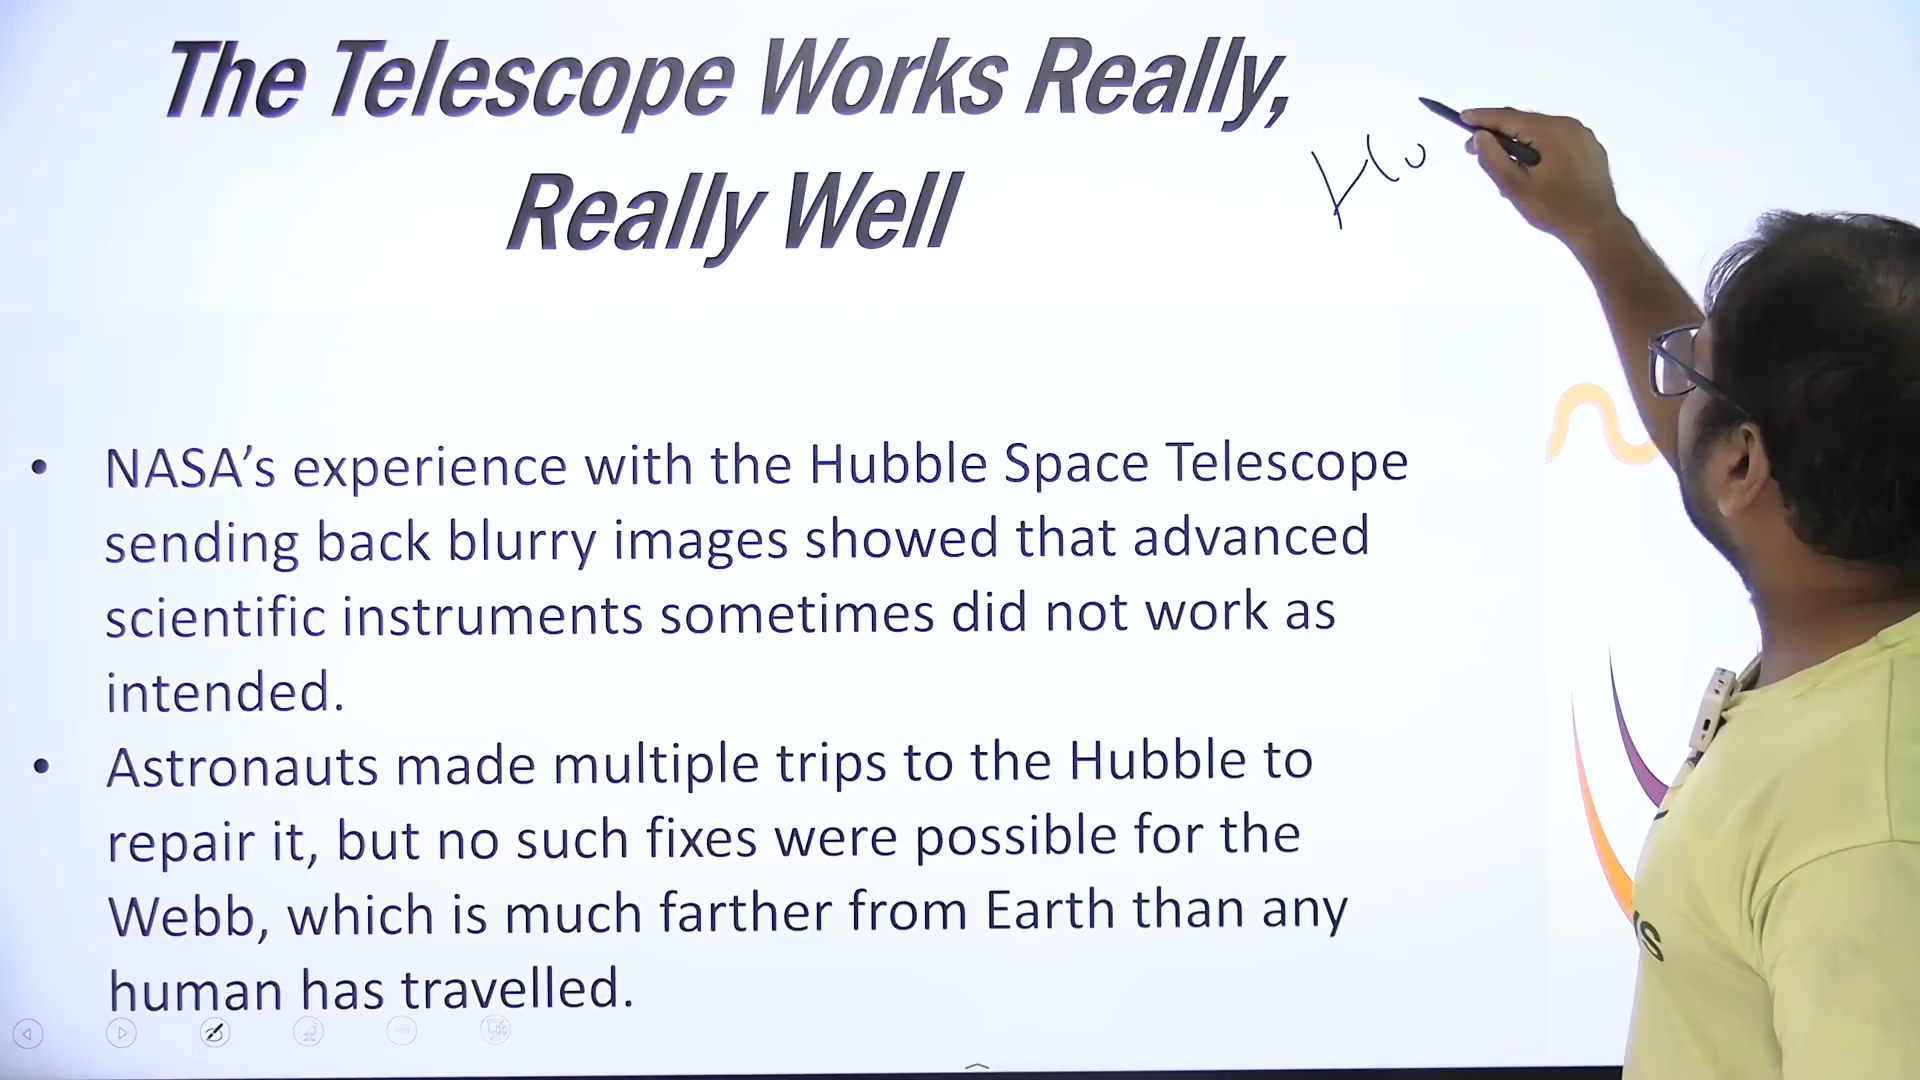 The Telescope Works Really,
Really Well
Hu
• NASA’s experience with the Hubble Space Telescope
sending back blurry images showed that advanced
scientific instruments sometimes did not work as
intended.
• Astronauts made multiple trips to the Hubble to
repair it, but no such fixes were possible for the
Webb, which is much farther from Earth than any
human has travelled.